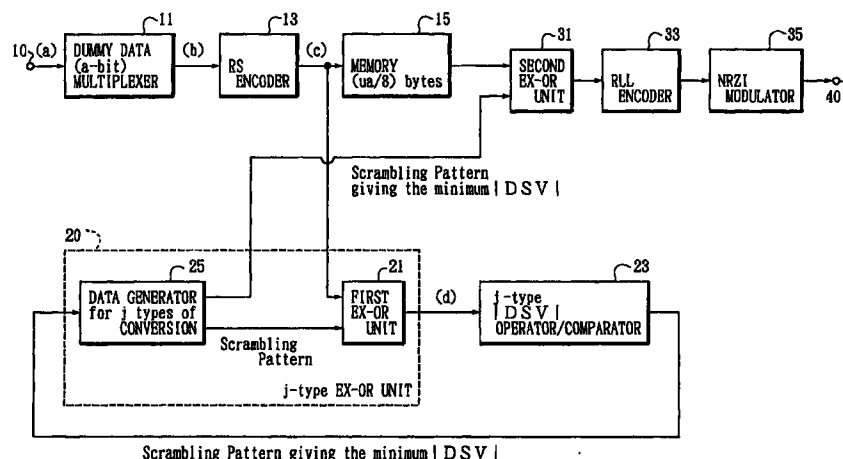 11
13
15
31
33
35
10 (a)
(b)
(c)
DUMMY DATA
(a-bit)
MULTIPLEXER
RS
ENCODER
MEMORY
(ua/8) bytes
SECOND
EX-OR
UNIT
RLL
ENCODER
NRZI
MODULATOR
40
Scrambling Pattern
giving the minimum |DSV|
20
25
21
(d)
23
DATA GENERATOR
for j types of
CONVERSION
FIRST
EX-OR
UNIT
j-type
|DSV|
OPERATOR/COMPARATOR
Scrambling
Pattern
j-type EX-OR UNIT
Scrambling Pattern giving the minimum |DSV|